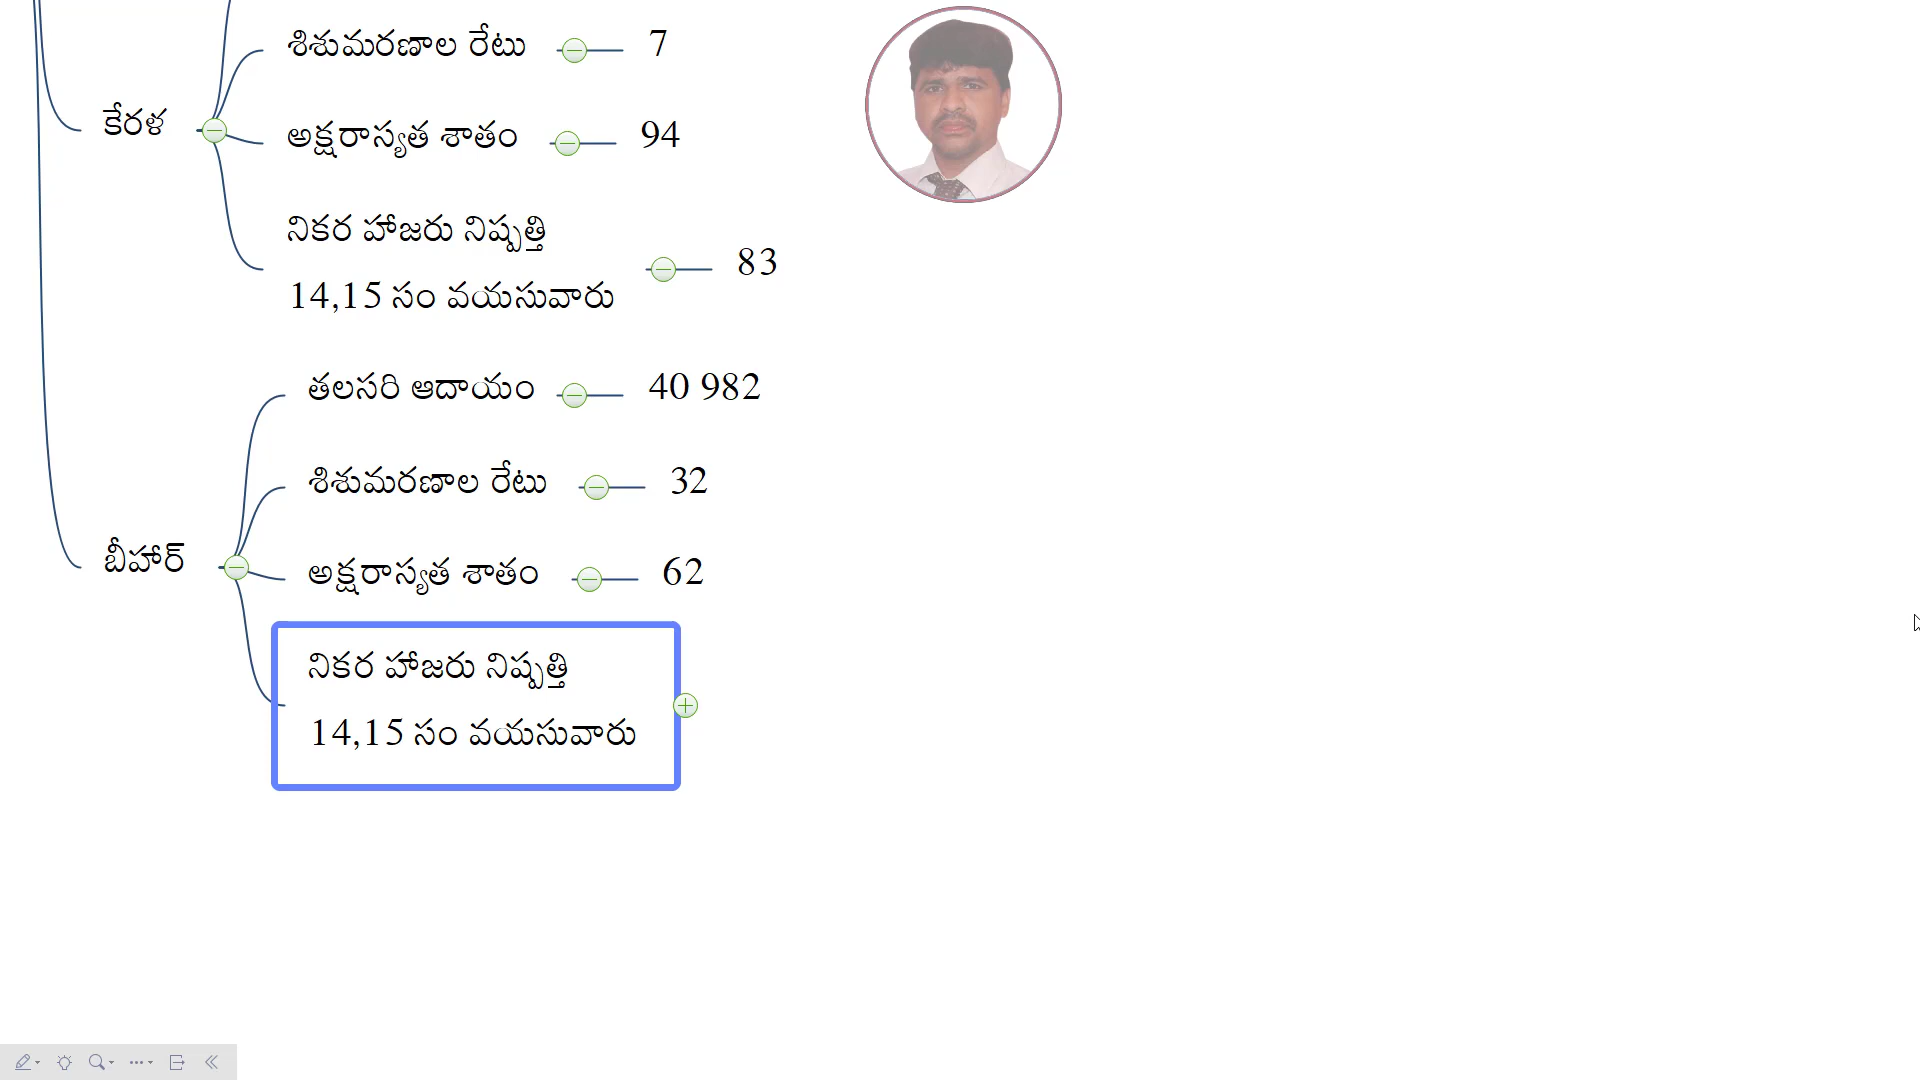 శిశుమరణాల రేటు 7
కేరళ
అక్షరాస్యత శాతం 94
నికర హాజరు నిష్పత్తి
14,15 సం వయసువారు
83
తలసరి ఆదాయం 40 982
శిశుమరణాల రేటు 32
బీహార్
అక్షరాస్యత శాతం 62
నికర హాజరు నిష్పత్తి
14,15 సం వయసువారు